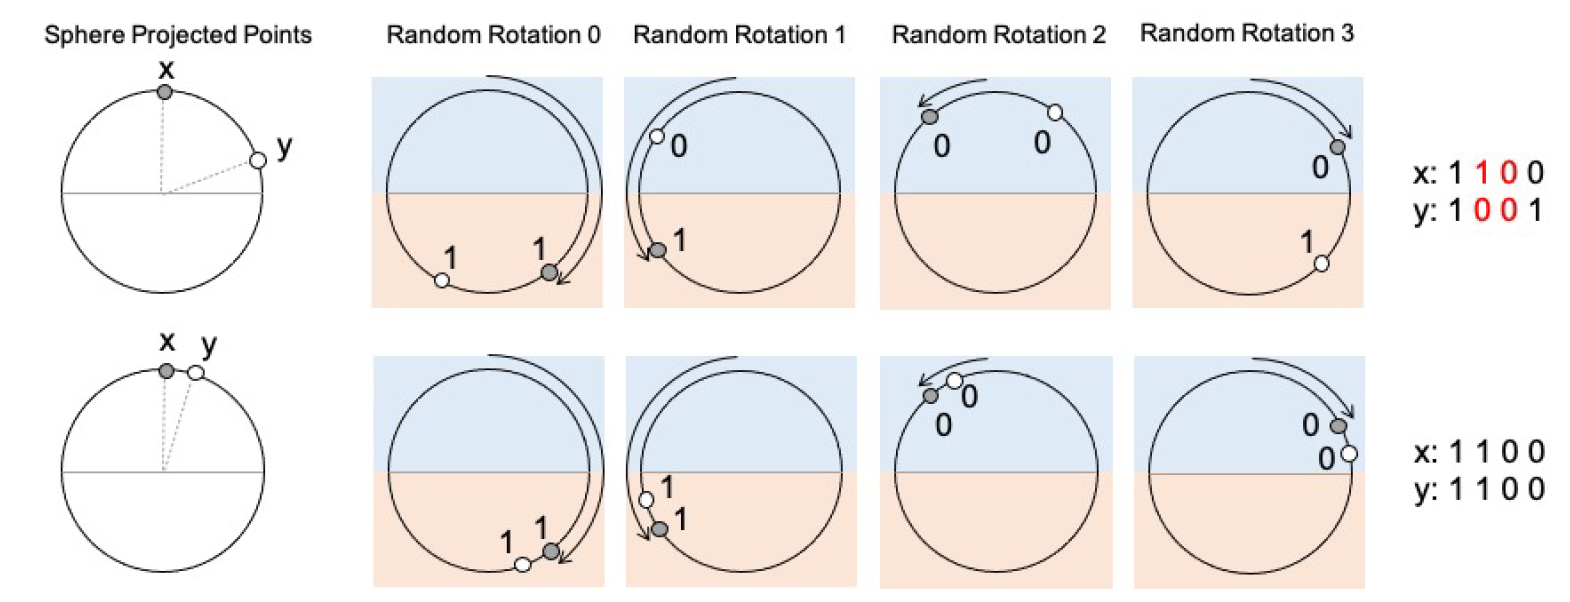 Sphere Projected Points
Random Rotation 0
Random Rotation 1
Random Rotation 2
Random Rotation 3
x
y
1
1
0
1
0
0
0
1
x: 1 1 0 0
y: 1 0 0 1
x
y
1
1
1
1
0
0
0
0
x: 1 1 0 0
y: 1 1 0 0